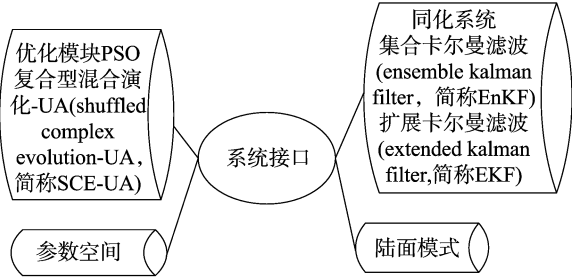 优化模块PSO
复合型混合演
化-UA(shuffled
complex
evolution-UA，
简称SCE-UA)
同化系统
集合卡尔曼滤波
(ensemble kalman
filter，简称EnKF)
扩展卡尔曼滤波
(extended kalman
filter,简称EKF)
系统接口
参数空间
陆面模式